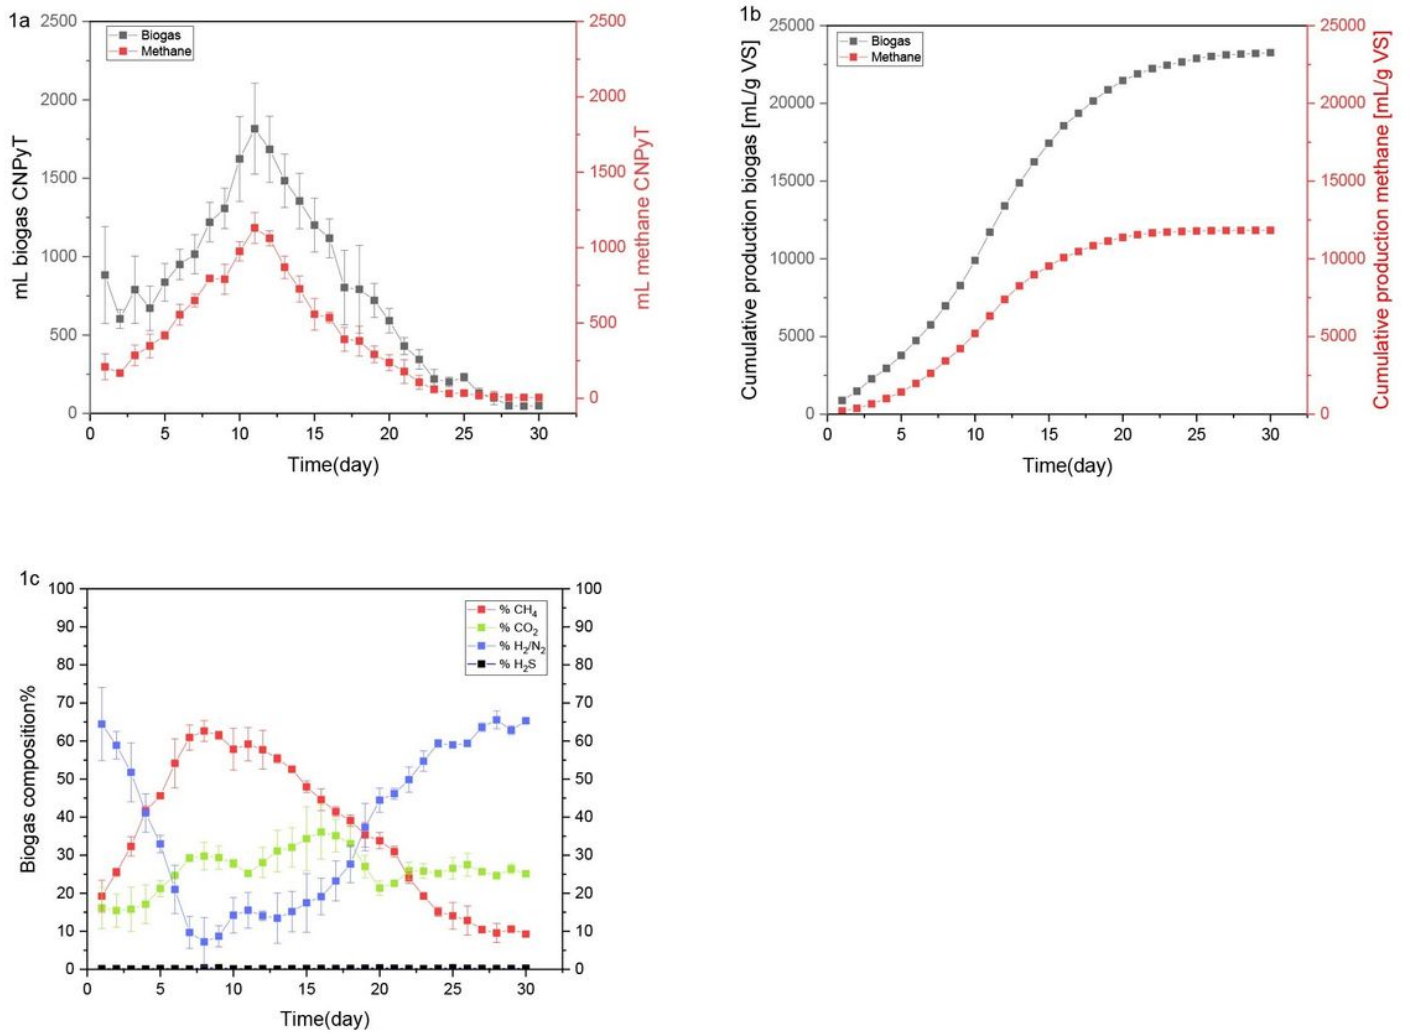 1a
2500
2000
1500
1000
500
0
mL biogas CNPyT
Biogas
Methane
2500
2000
1500
1000
500
0
mL methane CNPyT
0 5 10 15 20 25 30
Time(day)
1b
25000
20000
15000
10000
5000
0
Cumulative production biogas [mL/g VS]
Biogas
Methane
25000
20000
15000
10000
5000
0
Cumulative production methane [mL/g VS]
0 5 10 15 20 25 30
Time(day)
1c
100
90
80
70
60
50
40
30
20
10
0
Biogas composition%
% CH₄
% CO₂
% H₂/N₂
% H₂S
100
90
80
70
60
50
40
30
20
10
0
0 5 10 15 20 25 30
Time(day)